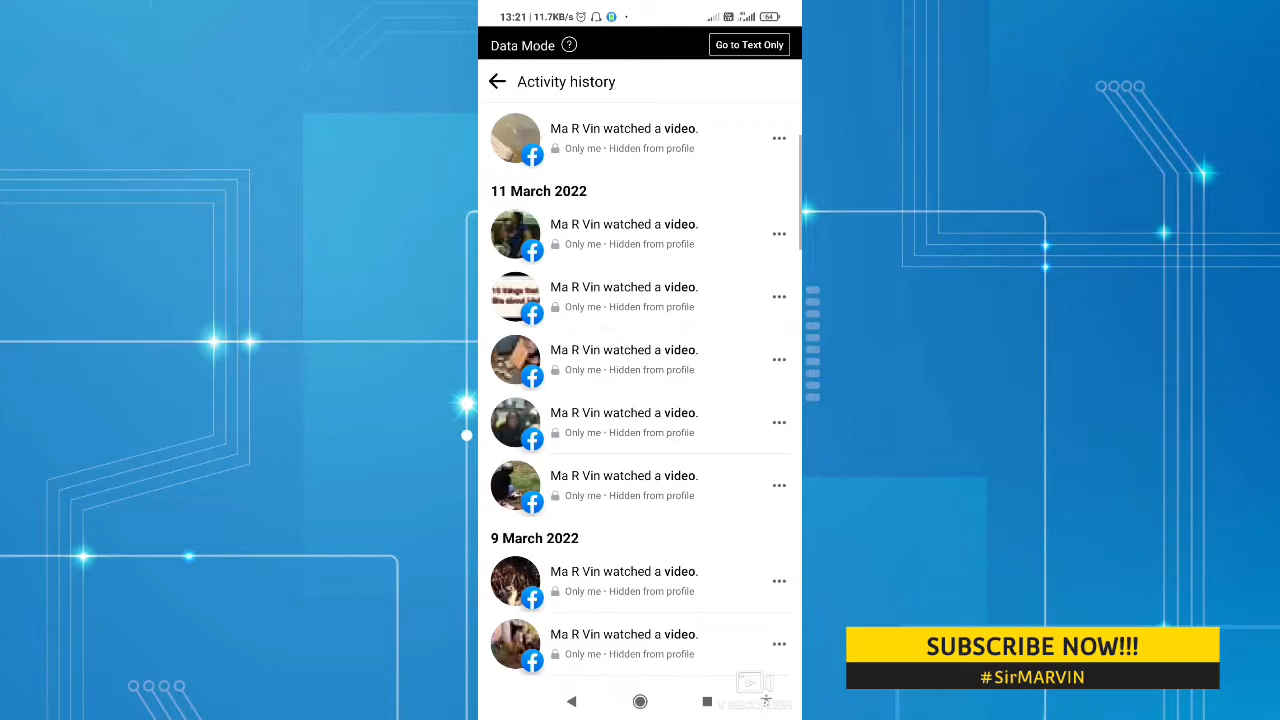 13:21 | 11.7KB/s
64
Data Mode ?
Go to Text Only
Activity history
Ma R Vin watched a video.
Only me • Hidden from profile
11 March 2022
Ma R Vin watched a video.
Only me • Hidden from profile
Ma R Vin watched a video.
Only me • Hidden from profile
Ma R Vin watched a video.
Only me • Hidden from profile
Ma R Vin watched a video.
Only me • Hidden from profile
Ma R Vin watched a video.
Only me • Hidden from profile
9 March 2022
Ma R Vin watched a video.
Only me • Hidden from profile
Ma R Vin watched a video.
Only me • Hidden from profile
V RECORDER
SUBSCRIBE NOW!!!
#SirMARVIN